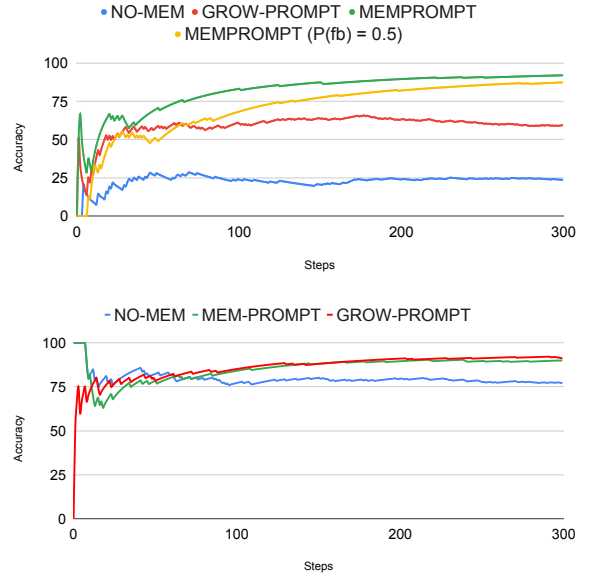 NO-MEM GROW-PROMPT MEMPROMPT
MEMPROMPT (P(fb) = 0.5)
100
75
50
25
0
Accuracy
0 100 200 300
Steps
NO-MEM MEM-PROMPT GROW-PROMPT
100
75
50
25
0
Accuracy
0 100 200 300
Steps